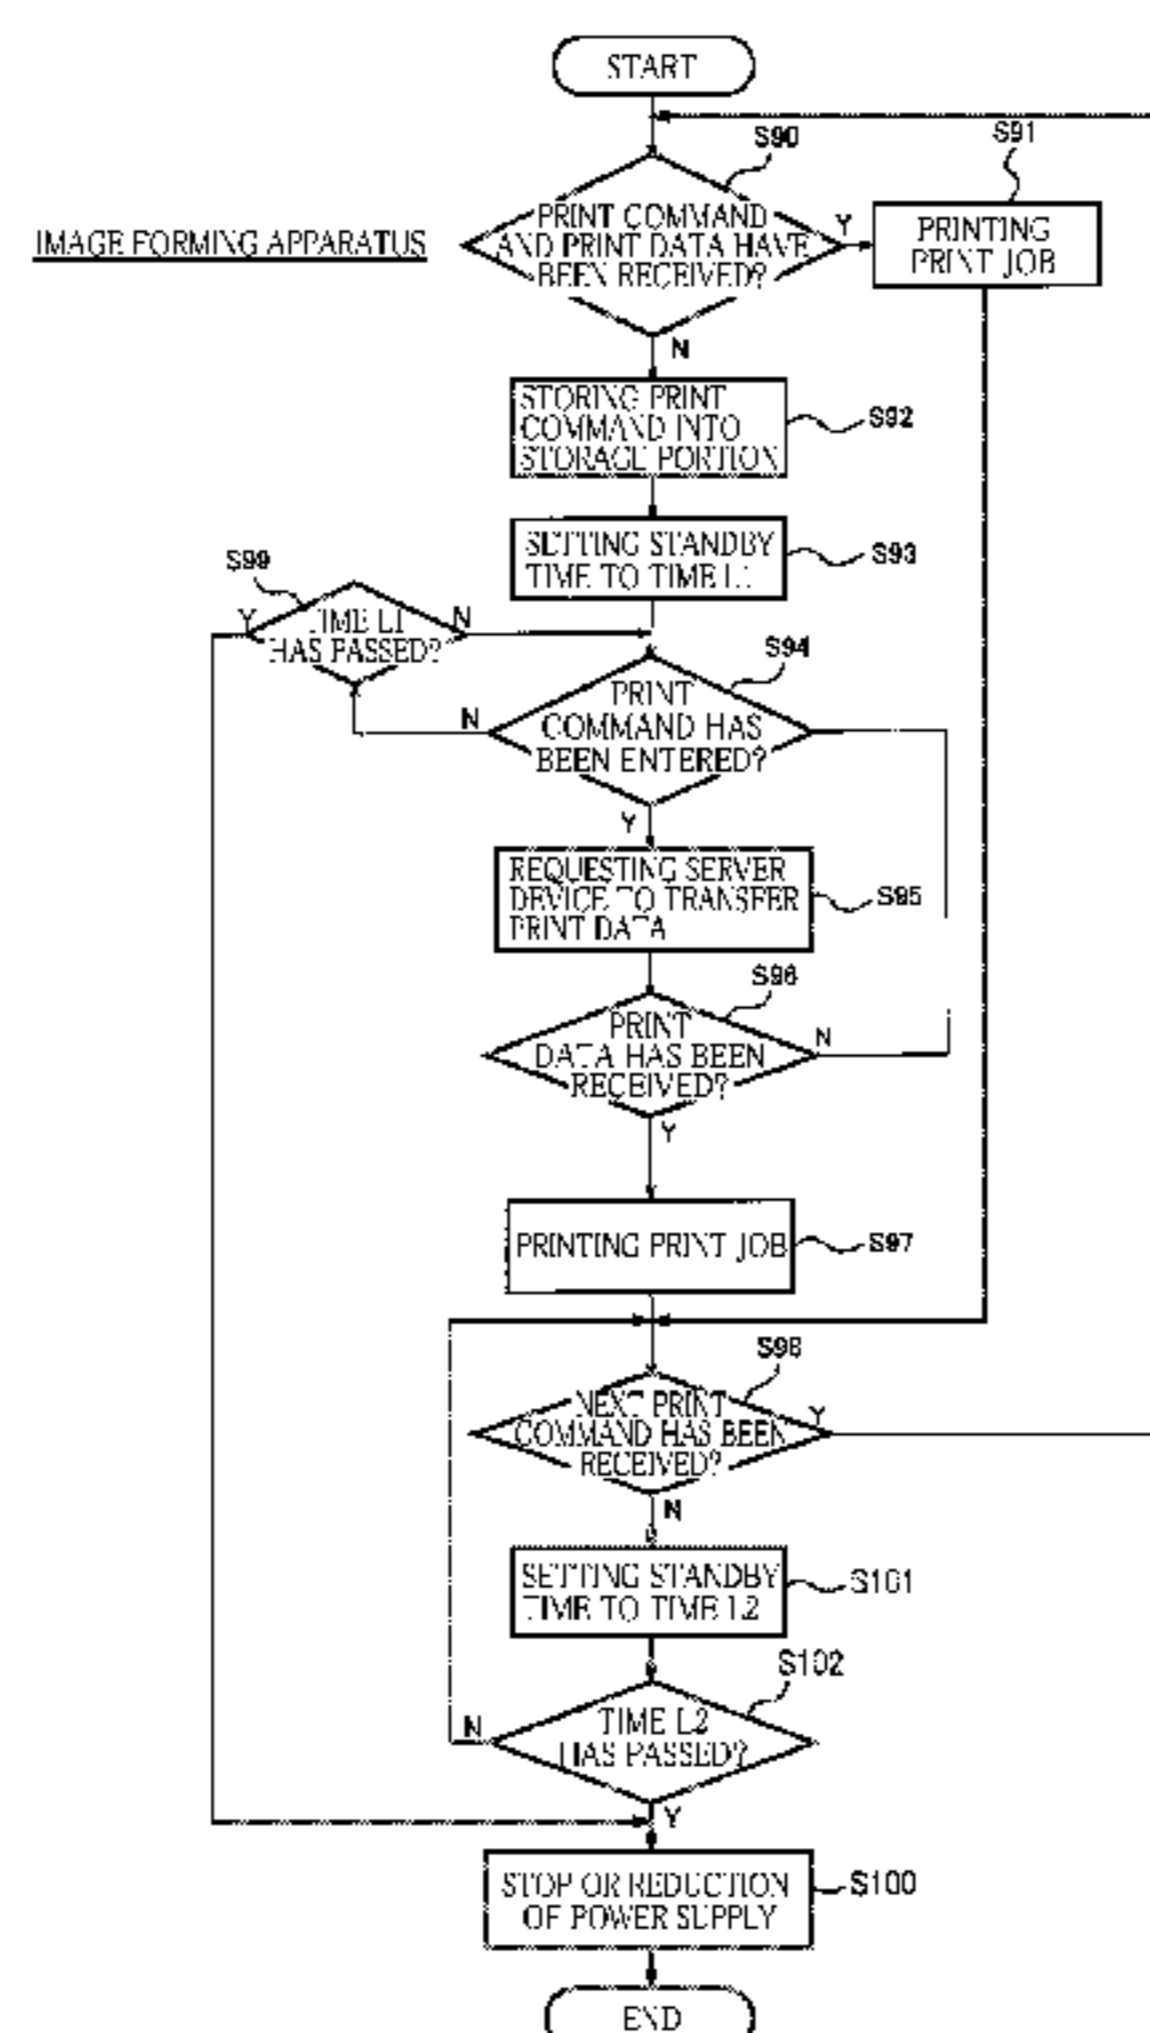 START
S90
S91
PRINT COMMAND
AND PRINT DATA HAVE
BEEN RECEIVED?
Y
PRINTING
PRINT JOB
IMAGE FORMING APPARATUS
N
STORING PRINT
COMMAND INTO
STORAGE PORTION
S92
SETTING STANDBY
TIME TO TIME L1
S93
S99
Y
TIME L1
HAS PASSED?
N
S94
PRINT
COMMAND HAS
BEEN ENTERED?
N
Y
REQUESTING SERVER
DEVICE TO TRANSFER
PRINT DATA
S95
S96
PRINT
DATA HAS BEEN
RECEIVED?
N
Y
PRINTING PRINT JOB
S97
S98
NEXT PRINT
COMMAND HAS BEEN
RECEIVED?
Y
N
SETTING STANDBY
TIME TO TIME L2
S101
S102
TIME L2
HAS PASSED?
N
Y
STOP OR REDUCTION
OF POWER SUPPLY
S100
END